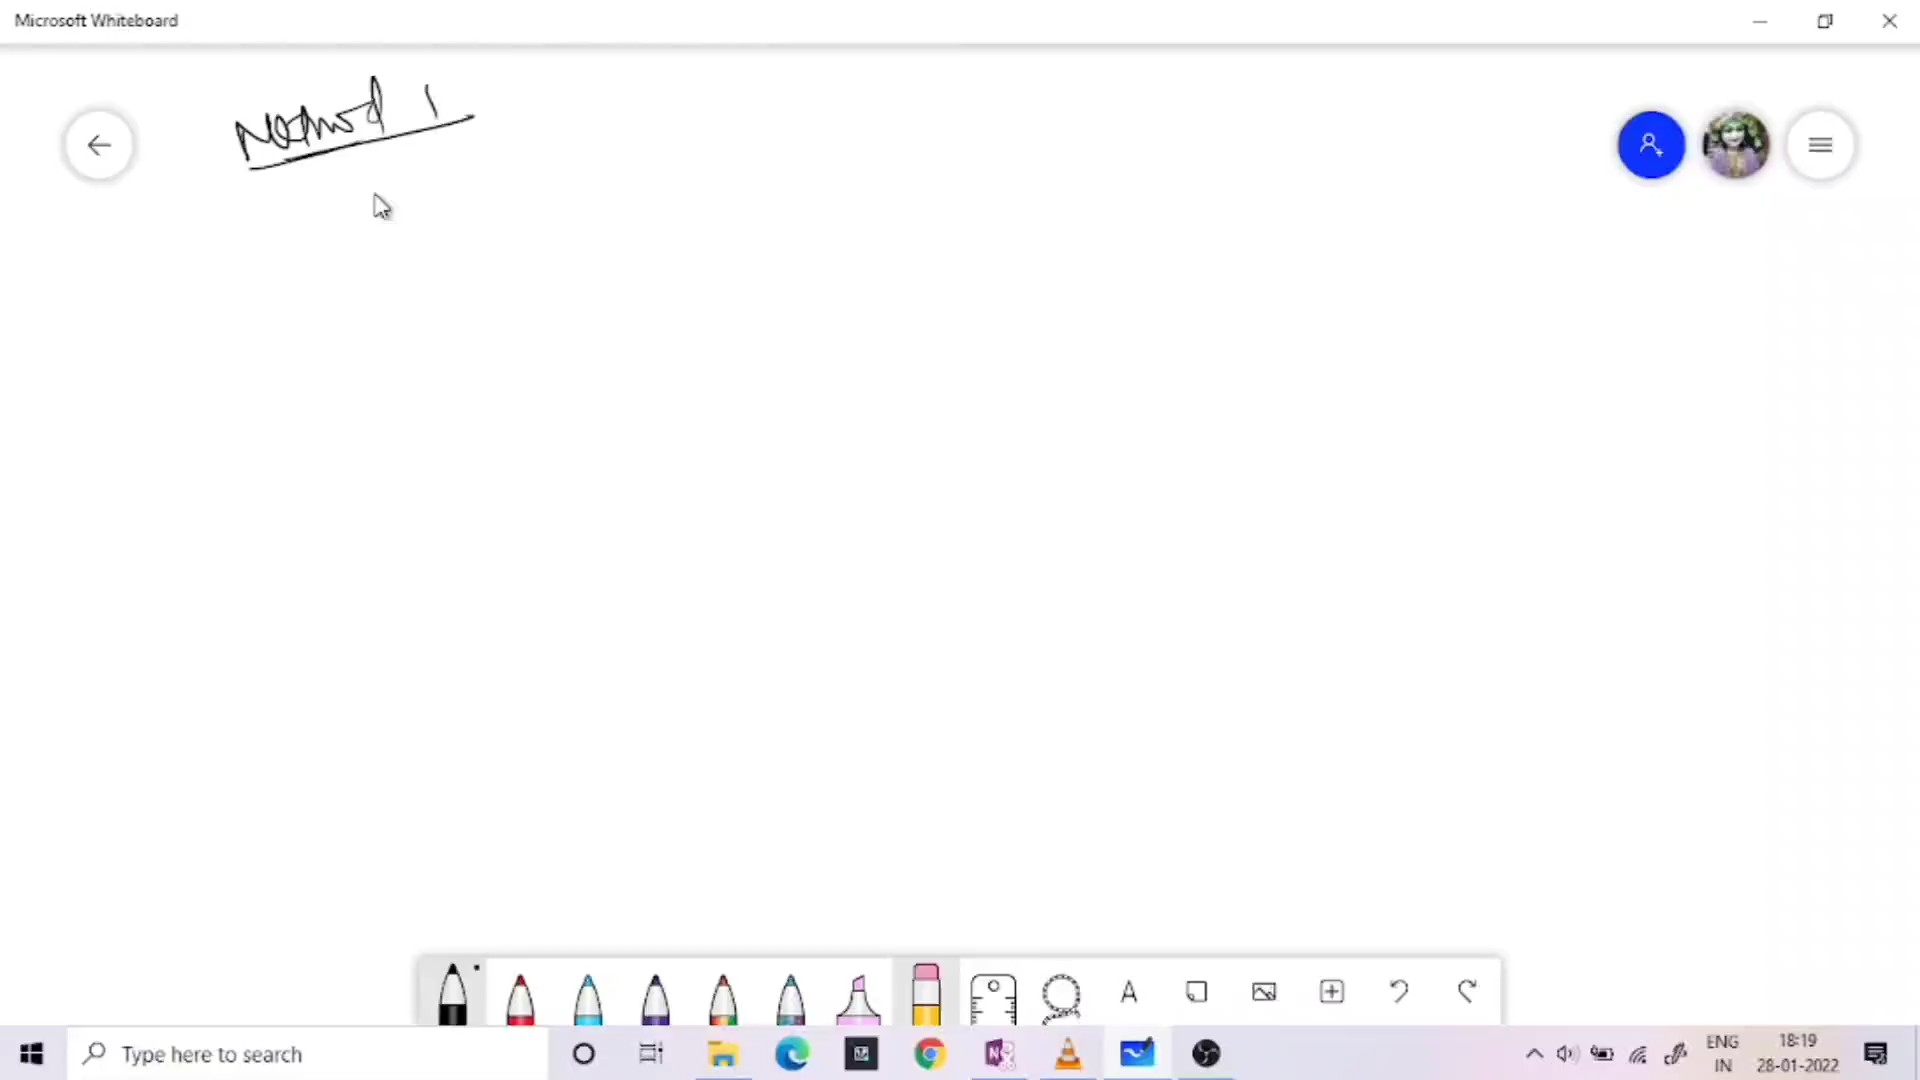 Microsoft Whiteboard
Method 1
A
Type here to search
ENG
IN
18:19
28-01-2022